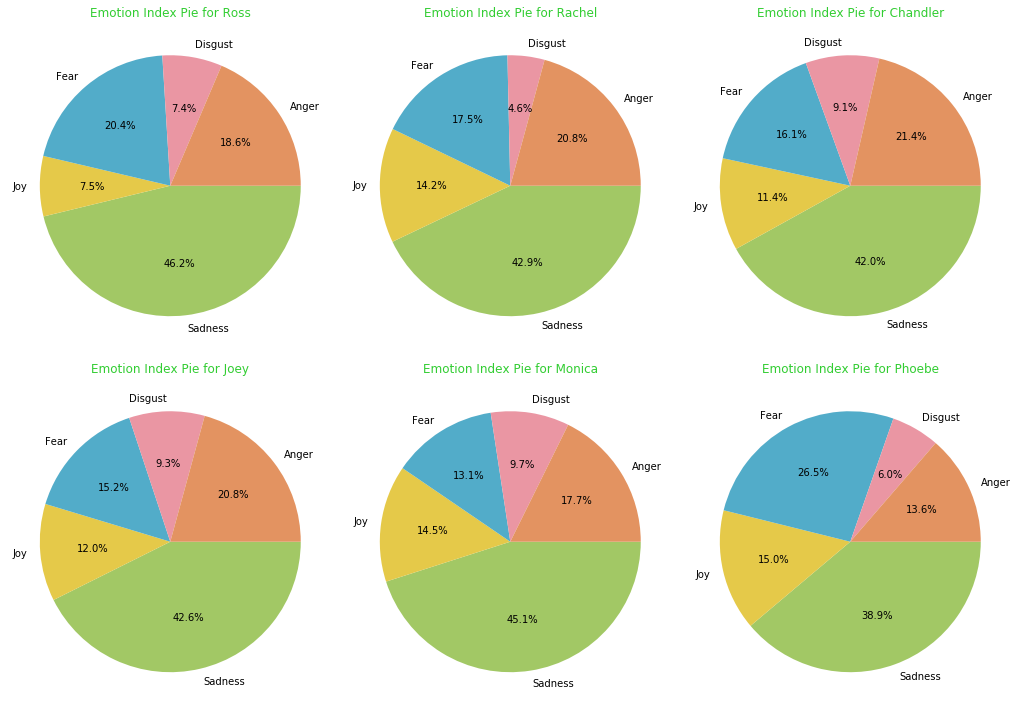 Emotion Index Pie for Ross
Disgust
Fear
Anger
7.4%
20.4%
18.6%
Joy
7.5%
46.2%
Sadness
Emotion Index Pie for Rachel
Disgust
Fear
Anger
4.6%
17.5%
20.8%
Joy
14.2%
42.9%
Sadness
Emotion Index Pie for Chandler
Disgust
Fear
Anger
9.1%
16.1%
21.4%
Joy
11.4%
42.0%
Sadness
Emotion Index Pie for Joey
Disgust
Fear
Anger
9.3%
15.2%
20.8%
Joy
12.0%
42.6%
Sadness
Emotion Index Pie for Monica
Disgust
Fear
Anger
9.7%
13.1%
17.7%
Joy
14.5%
45.1%
Sadness
Emotion Index Pie for Phoebe
Fear
Disgust
Anger
26.5%
6.0%
13.6%
Joy
15.0%
38.9%
Sadness